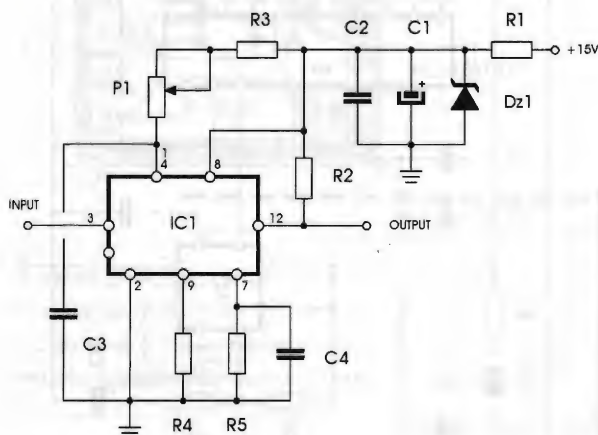 R3
C2
C1
R1
+15V
P1
+
Dz1
1
4
8
R2
INPUT
3
IC1
12
OUTPUT
2
9
7
C3
C4
R4
R5